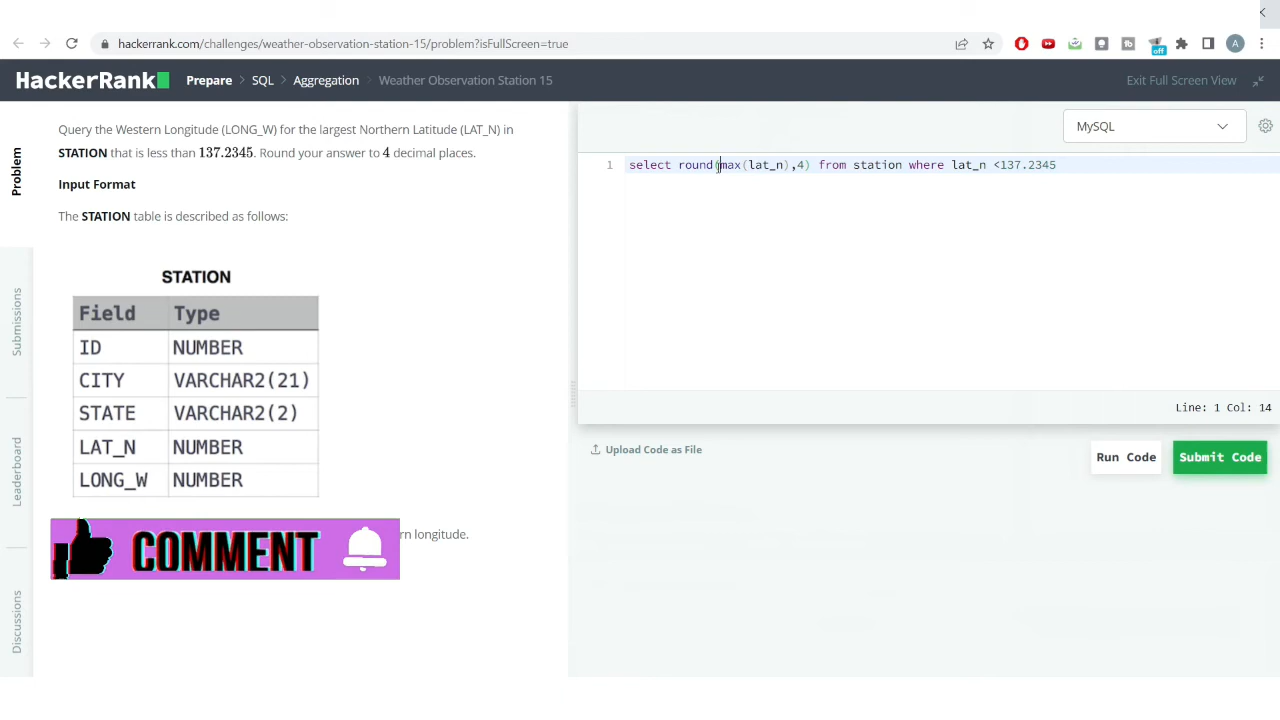 hackerrank.com/challenges/weather-observation-station-15/problem?isFullScreen=true
off
A
HackerRank
Prepare > SQL > Aggregation > Weather Observation Station 15
Exit Full Screen View
Problem
Submissions
Leaderboard
Discussions
Query the Western Longitude (LONG_W) for the largest Northern Latitude (LAT_N) in
STATION that is less than 137.2345. Round your answer to 4 decimal places.
Input Format
The STATION table is described as follows:
STATION
Field Type
ID NUMBER
CITY VARCHAR2(21)
STATE VARCHAR2(2)
LAT_N NUMBER
LONG_W NUMBER
COMMENT
rn longitude.
MySQL
1 select round(max(lat_n),4) from station where lat_n <137.2345
Line: 1 Col: 14
Upload Code as File
Run Code
Submit Code